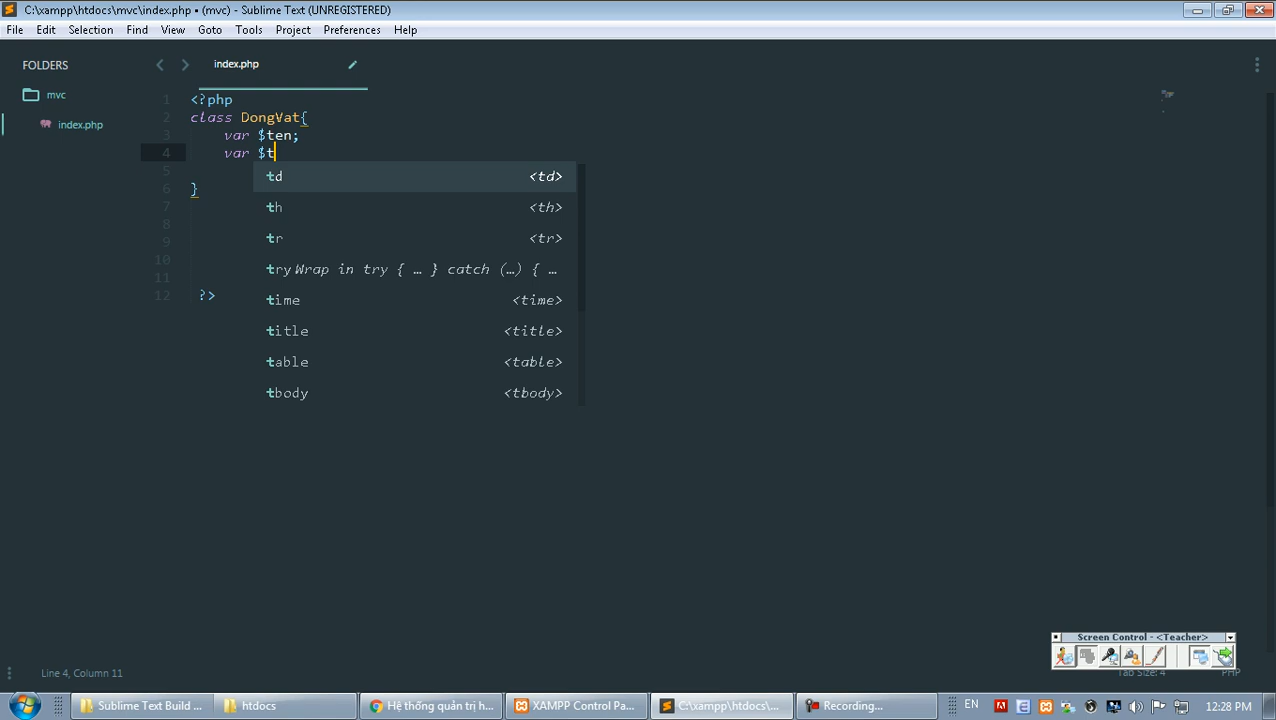 C:\xampp\htdocs\mvc\index.php • (mvc) - Sublime Text (UNREGISTERED)
File Edit Selection Find View Goto Tools Project Preferences Help
FOLDERS
mvc
index.php
index.php
1 <?php
2 class DongVat{
3 var $ten;
4 var $t
5
6 }
7
8
9
10
11
12 ?>
td <td>
th <th>
tr <tr>
try Wrap in try { … } catch (…) { …
time <time>
title <title>
table <table>
tbody <tbody>
Screen Control - <Teacher>
Line 4, Column 11
Tab Size: 4
PHP
Sublime Text Build ...
htdocs
Hệ thống quản trị h...
XAMPP Control Pa...
C:\xampp\htdocs\...
Recording...
EN
12:28 PM